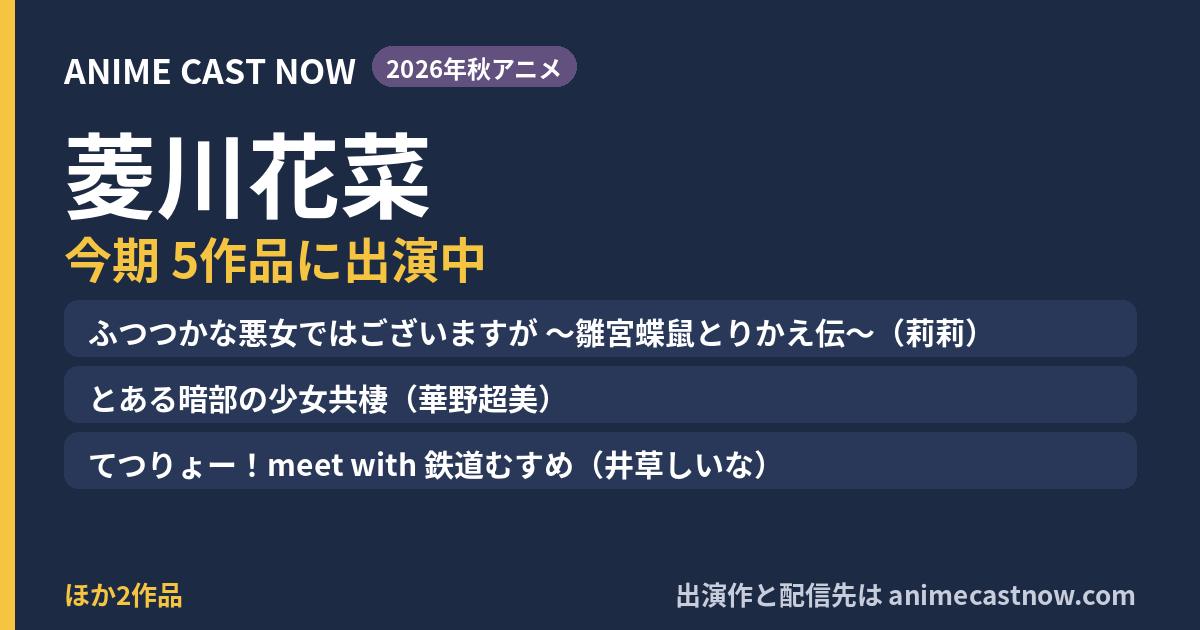 ANIME CAST NOW 2026年秋アニメ
菱川花菜
今期 5作品に出演中
ふつつかな悪女ではございますが ～雛宮蝶鼠とりかえ伝～（莉莉）
とある暗部の少女共棲（華野超美）
てつりょー！meet with 鉄道むすめ（井草しいな）
ほか2作品
出演作と配信先は animecastnow.com